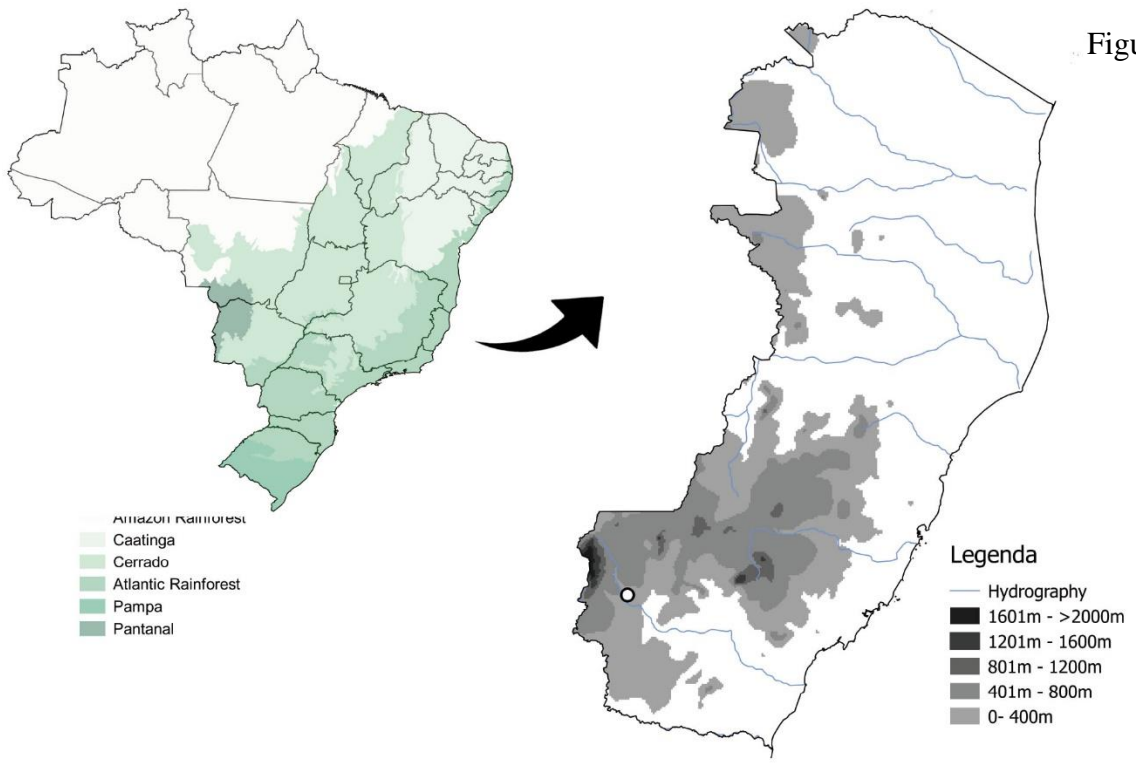 Figu
Amazon Rainforest
Caatinga
Cerrado
Atlantic Rainforest
Pampa
Pantanal
Legenda
Hydrography
1601m - >2000m
1201m - 1600m
801m - 1200m
401m - 800m
0- 400m